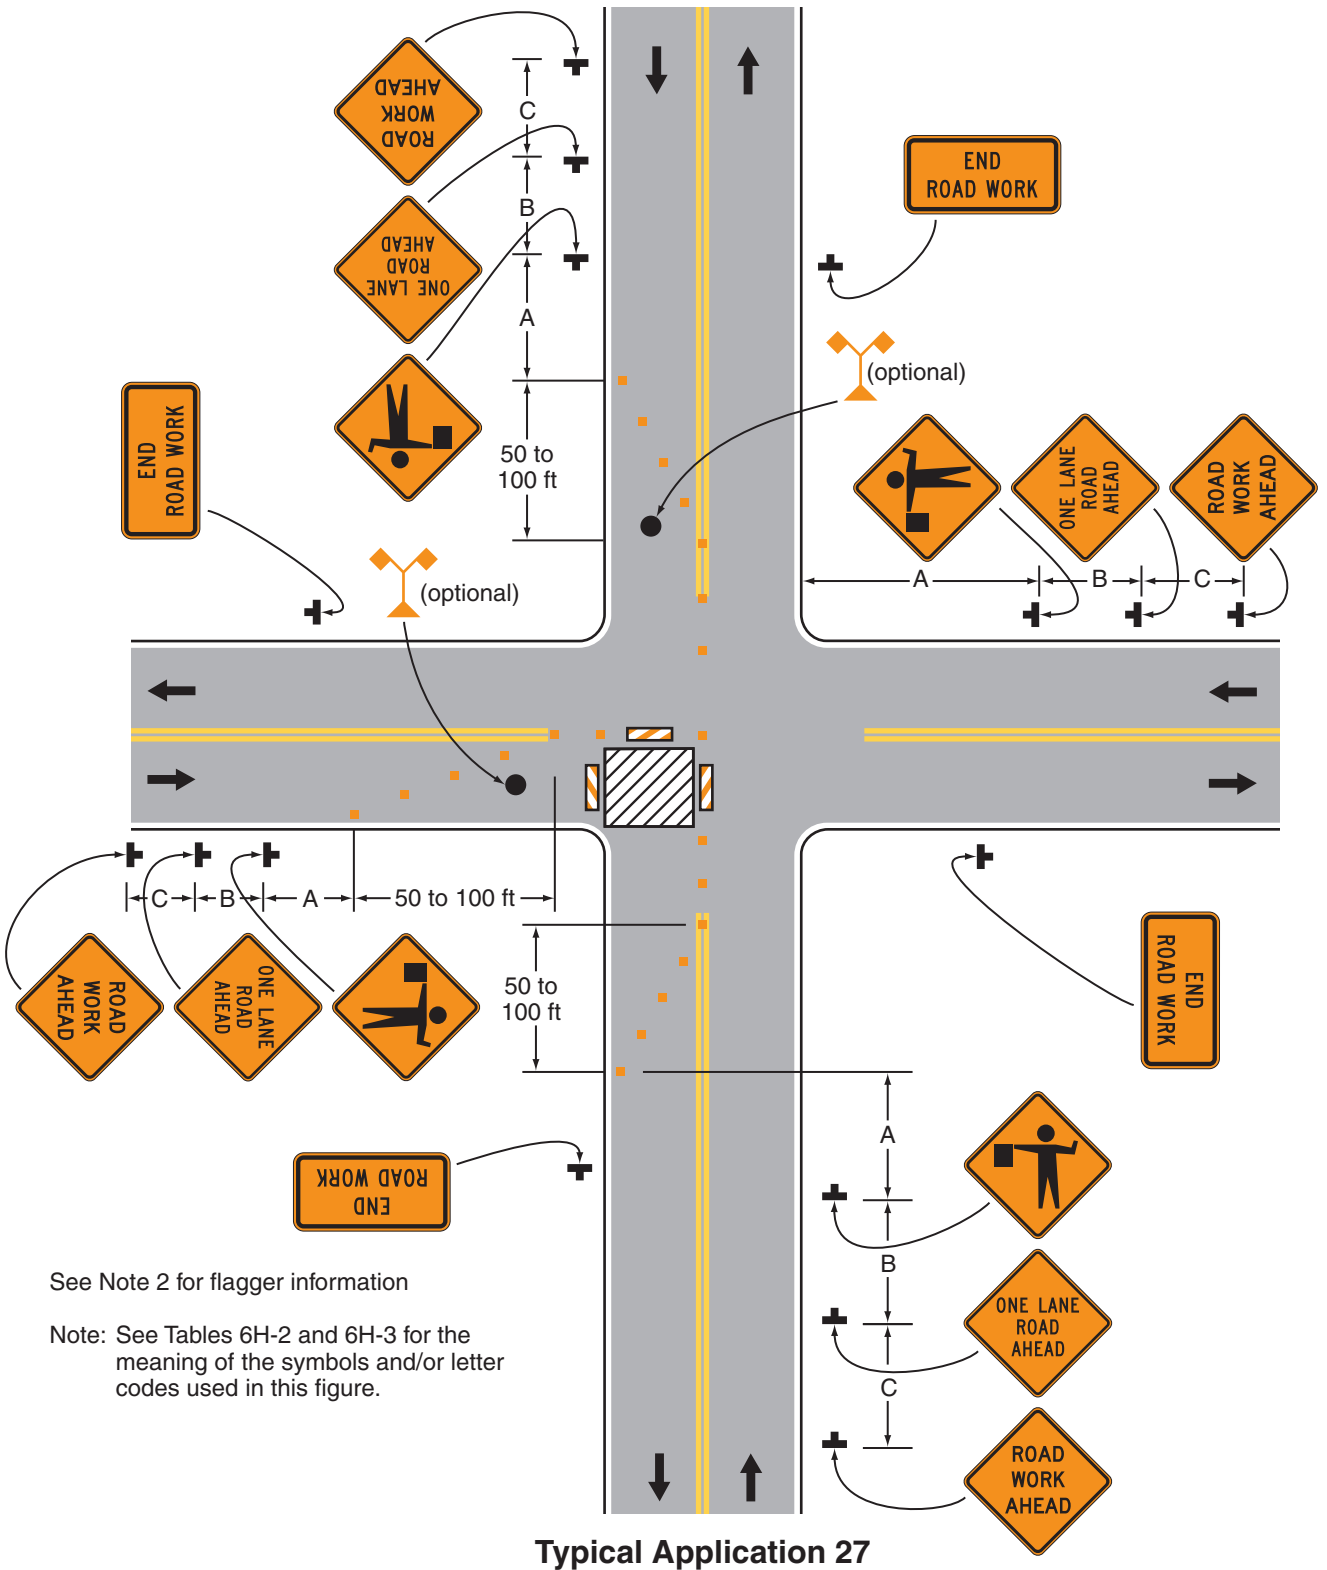 ROAD
WORK
AHEAD
C
END
ROAD WORK
B
ONE LANE
ROAD
AHEAD
A
(optional)
END
ROAD WORK
50 to
100 ft
ONE LANE
ROAD
AHEAD
ROAD
WORK
AHEAD
A
B
C
(optional)
C
B
A
50 to 100 ft
ROAD
WORK
AHEAD
ONE LANE
ROAD
AHEAD
50 to
100 ft
END
ROAD WORK
A
END
ROAD WORK
B
ONE LANE
ROAD
AHEAD
C
ROAD
WORK
AHEAD
See Note 2 for flagger information
Note: See Tables 6H-2 and 6H-3 for the
meaning of the symbols and/or letter
codes used in this figure.
Typical Application 27